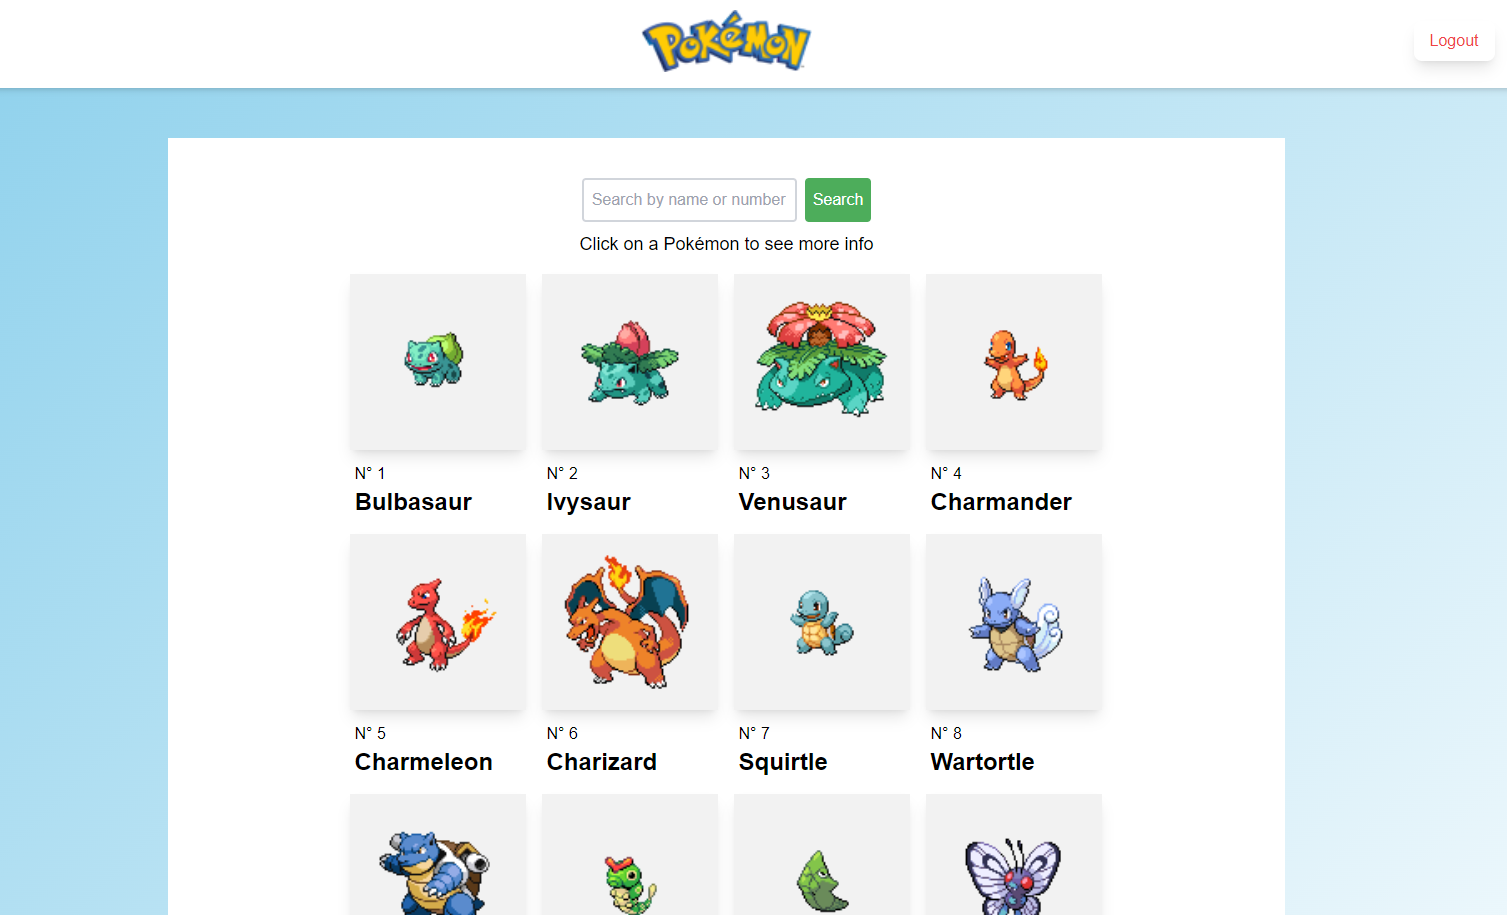 Pokémon
Logout
Search by name or number
Search
Click on a Pokémon to see more info
N° 1
Bulbasaur
N° 2
Ivysaur
N° 3
Venusaur
N° 4
Charmander
N° 5
Charmeleon
N° 6
Charizard
N° 7
Squirtle
N° 8
Wartortle